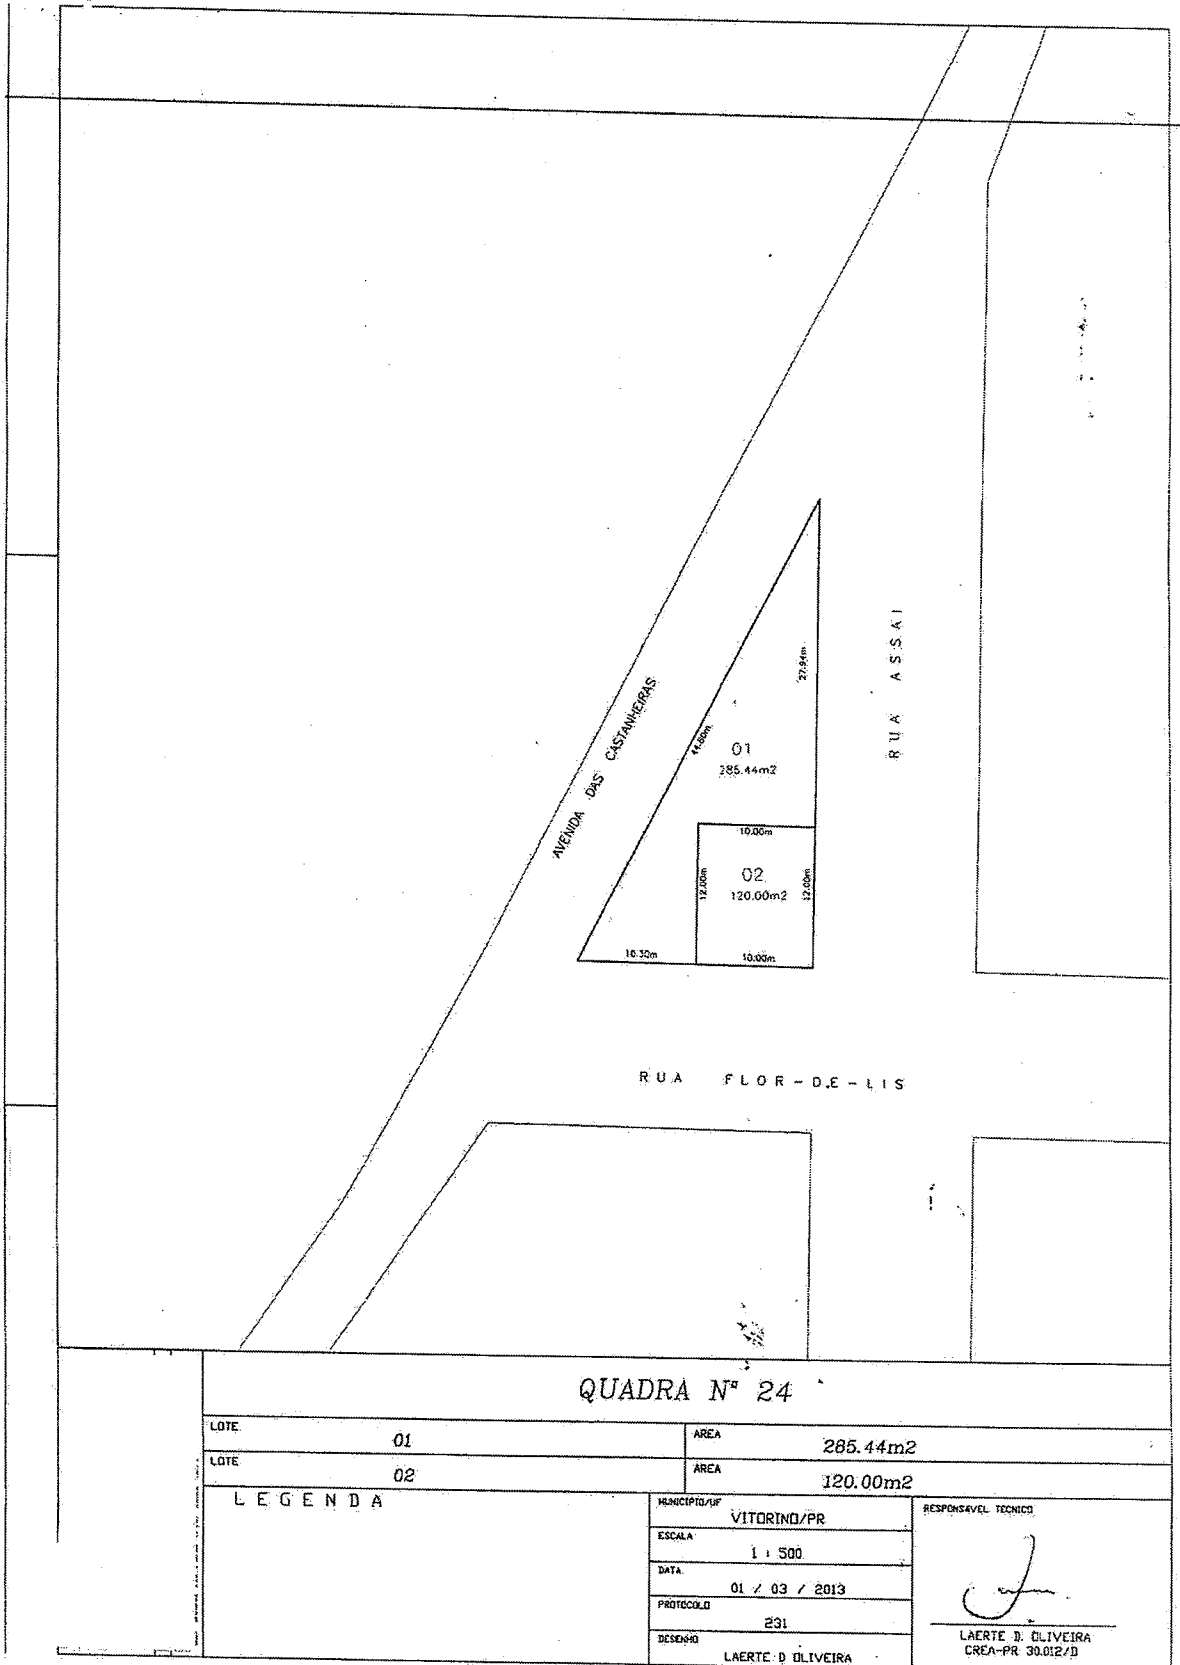 27.94m
RUA ASSAI
AVENIDA DAS CASTANHEIRAS
44.80m
01
285.44m2
10.00m
12.00m
02
120.00m2
12.00m
10.30m
10.00m
RUA FLOR-DE-LIS
QUADRA Nº 24
LOTE 01 AREA 285.44m2
LOTE 02 AREA 120.00m2
LEGENDA
MUNICIPIO/UF
VITORINO/PR
ESCALA
1 : 500
DATA
01 / 03 / 2013
PROTOCOLO
231
DESENHO
LAERTE D OLIVEIRA
RESPONSAVEL TECNICO
LAERTE D. OLIVEIRA
CREA-PR 30.012/D